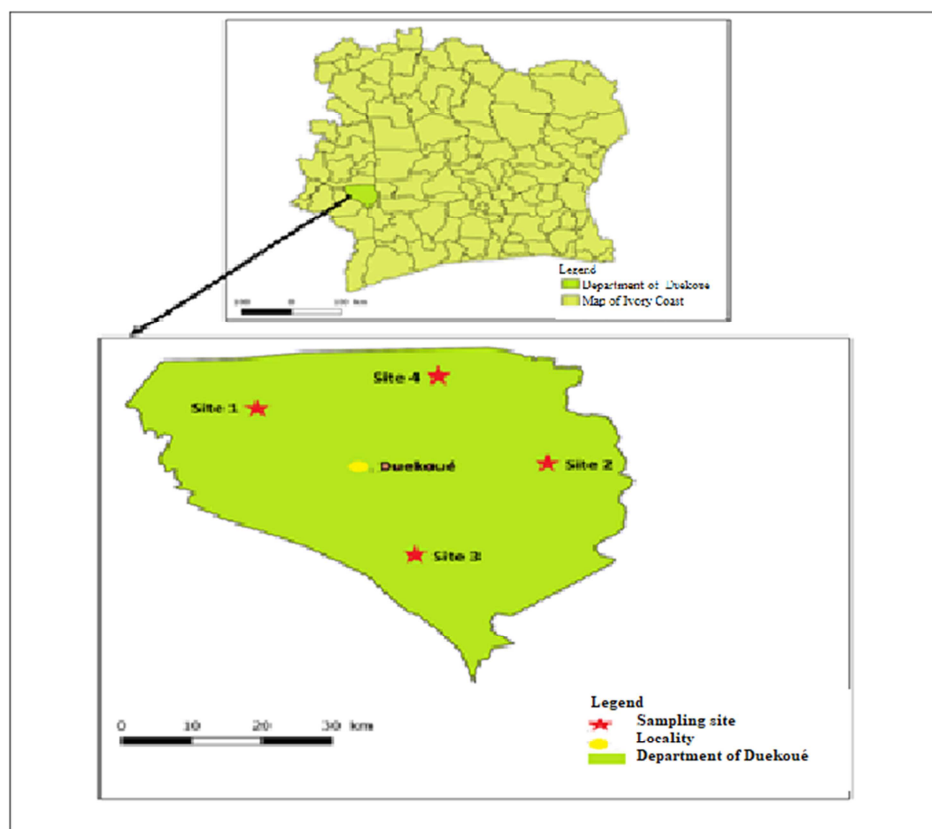 Legend
Department of Duekoue
Map of Ivory Coast
100 0 100 km
Site 4
Site 1
Duekoué
Site 2
Site 3
0 10 20 30 km
Legend
Sampling site
Locality
Department of Duekoué